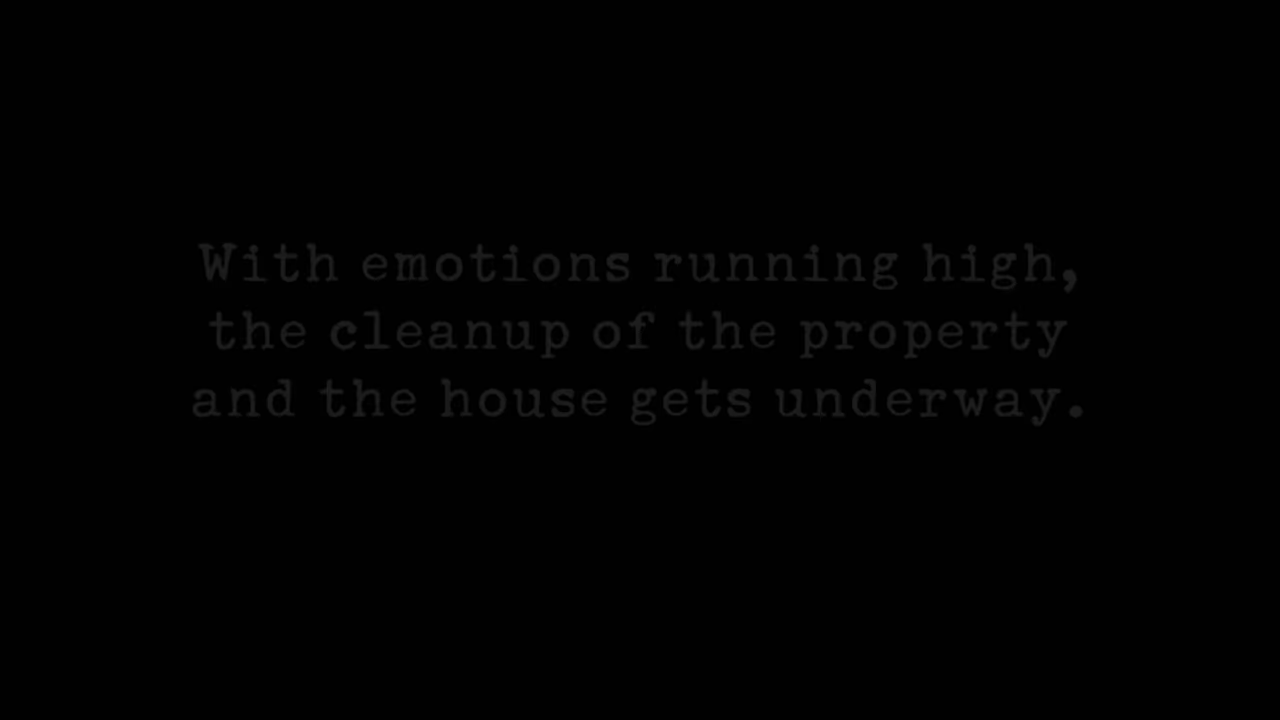 With emotions running high,
the cleanup of the property
and the house gets underway.